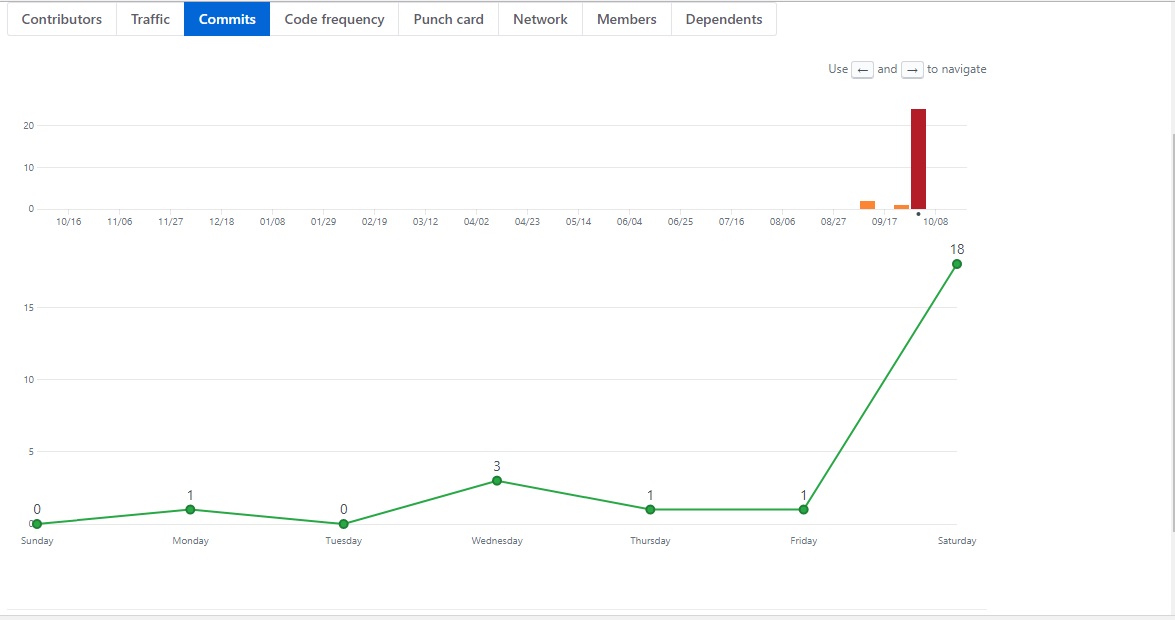 Contributors Traffic Commits Code frequency Punch card Network Members Dependents
Use ← and → to navigate
20
10
0
10/16 11/06 11/27 12/18 01/08 01/29 02/19 03/12 04/02 04/23 05/14 06/04 06/25 07/16 08/06 08/27 09/17 10/08
18
15
10
5
3
1 1 1
0 0
0
Sunday Monday Tuesday Wednesday Thursday Friday Saturday